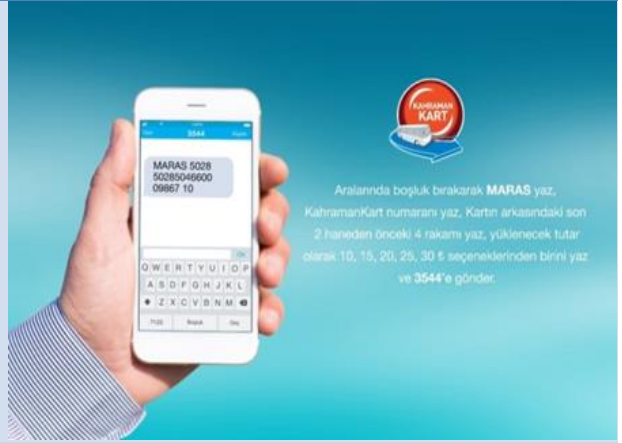 3544
MARAS 5028
50285046600
09867 10
Q W E R T Y U I O P
A S D F G H J K L
Z X C V B N M
Boşluk
KAHRAMAN
KART
Aralarında boşluk bırakarak MARAS yaz,
KahramanKart numaranı yaz, Kartın arkasındaki son
2 haneden önceki 4 rakamı yaz, yüklenecek tutar
olarak 10, 15, 20, 25, 30 ₺ seçeneklerinden birini yaz
ve 3544'e gönder.